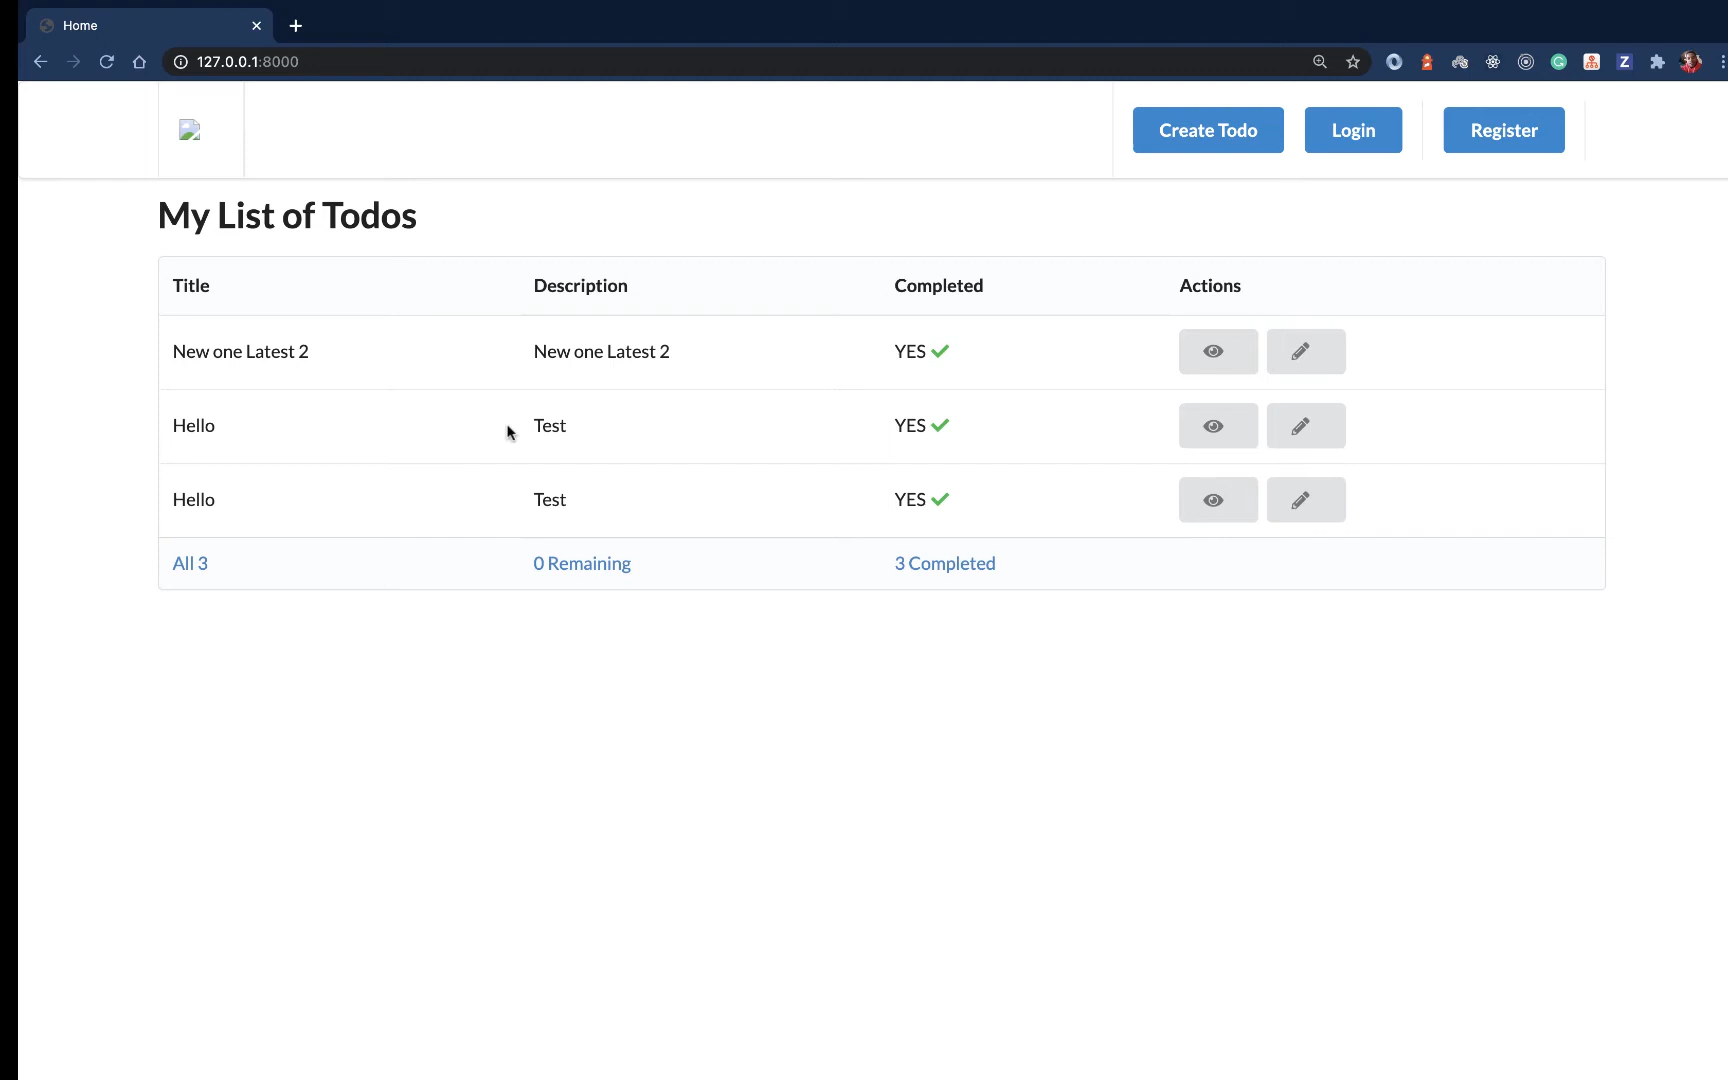 Home
127.0.0.1:8000
Z
Create Todo Login Register
My List of Todos
Title Description Completed Actions
New one Latest 2 New one Latest 2 YES
Hello Test YES
Hello Test YES
All 3 0 Remaining 3 Completed